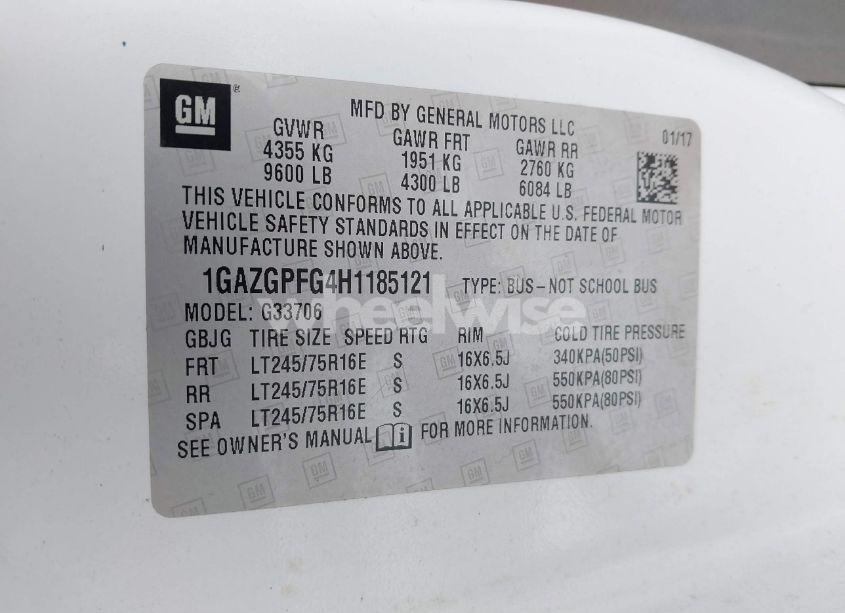 GM ®
MFD BY GENERAL MOTORS LLC
01/17
GVWR GAWR FRT GAWR RR
4355 KG 1951 KG 2760 KG
9600 LB 4300 LB 6084 LB
THIS VEHICLE CONFORMS TO ALL APPLICABLE U.S. FEDERAL MOTOR
VEHICLE SAFETY STANDARDS IN EFFECT ON THE DATE OF
MANUFACTURE SHOWN ABOVE.
1GAZGPFG4H1185121 TYPE: BUS–NOT SCHOOL BUS
wheelwise
MODEL: G33706
GBJG TIRE SIZE SPEED RTG RIM COLD TIRE PRESSURE
FRT LT245/75R16E S 16X6.5J 340KPA(50PSI)
RR LT245/75R16E S 16X6.5J 550KPA(80PSI)
SPA LT245/75R16E S 16X6.5J 550KPA(80PSI)
SEE OWNER'S MANUAL FOR MORE INFORMATION.